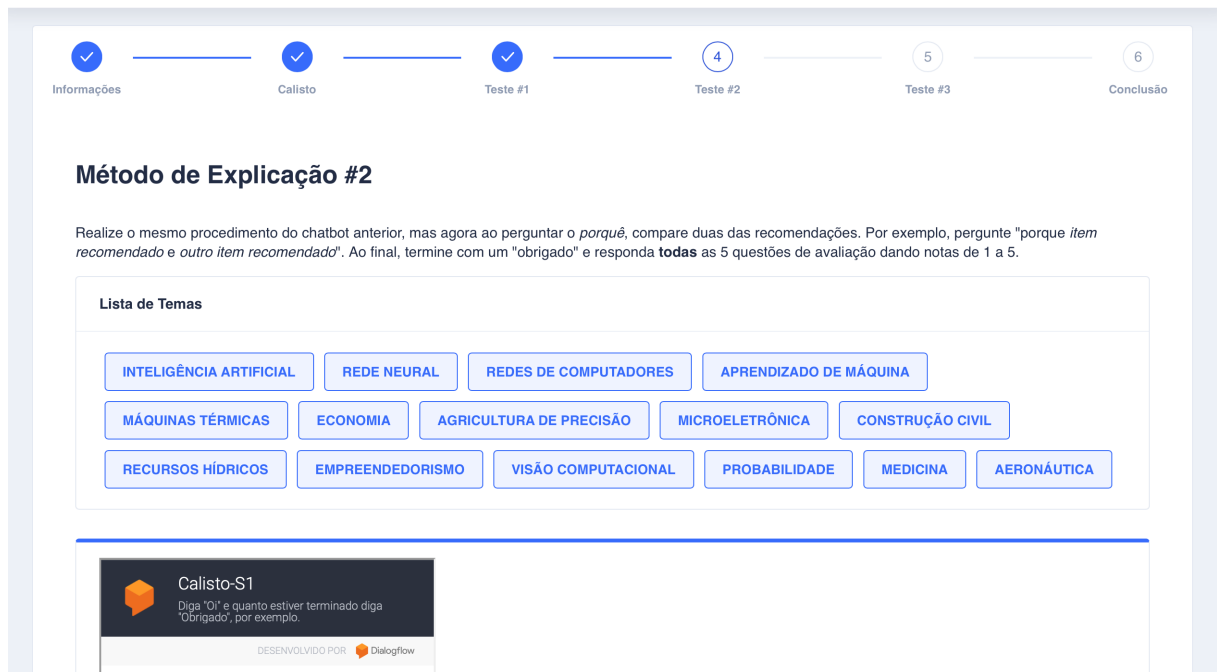 4 5 6
Informações Calisto Teste #1 Teste #2 Teste #3 Conclusão
Método de Explicação #2
Realize o mesmo procedimento do chatbot anterior, mas agora ao perguntar o porquê, compare duas das recomendações. Por exemplo, pergunte "porque item
recomendado e outro item recomendado". Ao final, termine com um "obrigado" e responda todas as 5 questões de avaliação dando notas de 1 a 5.
Lista de Temas
INTELIGÊNCIA ARTIFICIAL REDE NEURAL REDES DE COMPUTADORES APRENDIZADO DE MÁQUINA
MÁQUINAS TÉRMICAS ECONOMIA AGRICULTURA DE PRECISÃO MICROELETRÔNICA CONSTRUÇÃO CIVIL
RECURSOS HÍDRICOS EMPREENDEDORISMO VISÃO COMPUTACIONAL PROBABILIDADE MEDICINA AERONÁUTICA
Calisto-S1
Diga "Oi" e quanto estiver terminado diga
"Obrigado", por exemplo.
DESENVOLVIDO POR Dialogflow